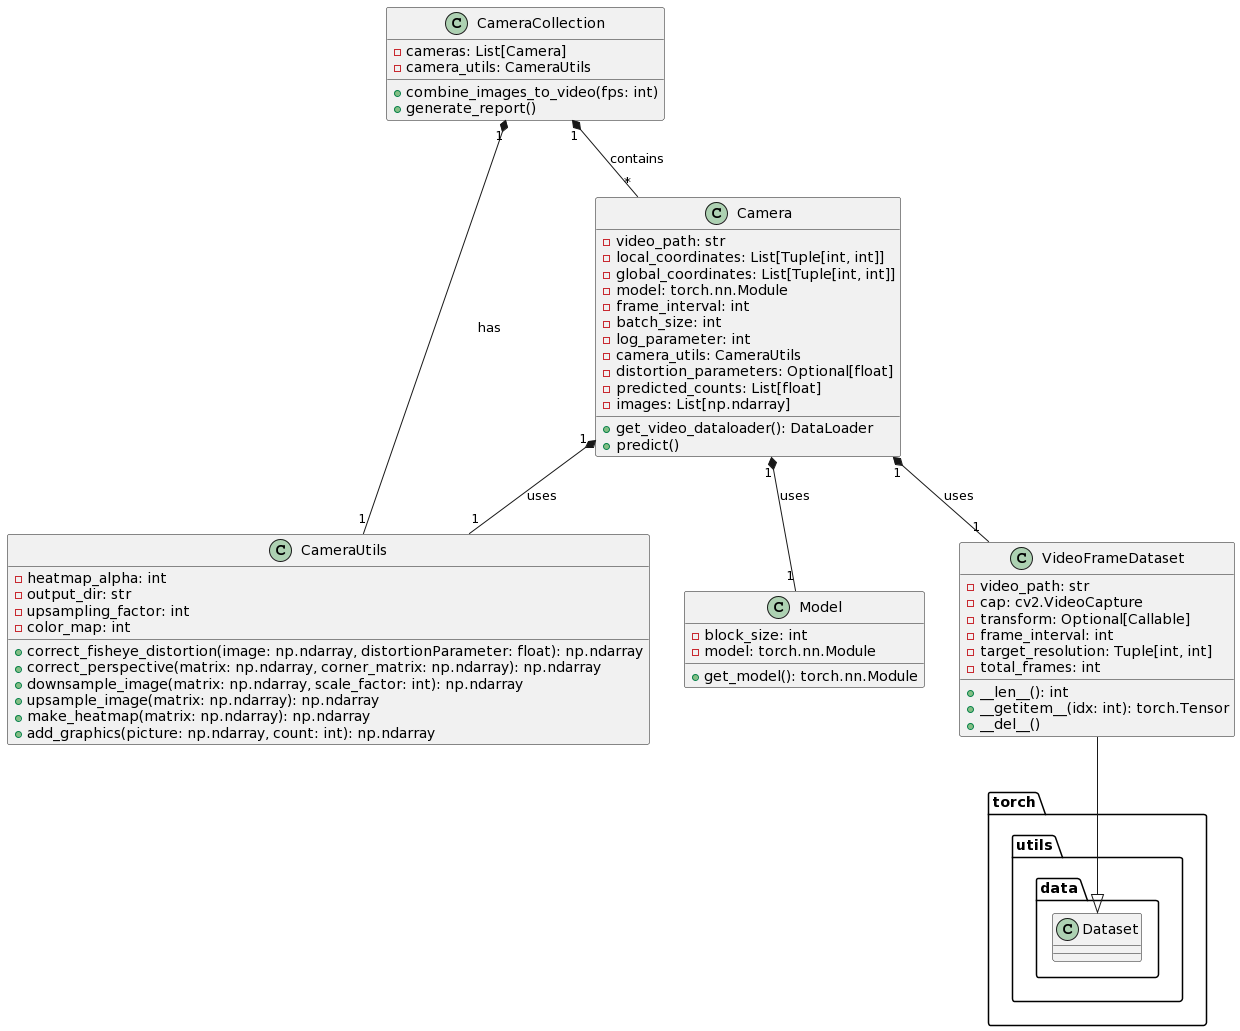 C CameraCollection
cameras: List[Camera]
camera_utils: CameraUtils
combine_images_to_video(fps: int)
generate_report()
1
1
contains
*
C Camera
video_path: str
local_coordinates: List[Tuple[int, int]]
global_coordinates: List[Tuple[int, int]]
model: torch.nn.Module
frame_interval: int
batch_size: int
log_parameter: int
camera_utils: CameraUtils
distortion_parameters: Optional[float]
predicted_counts: List[float]
images: List[np.ndarray]
get_video_dataloader(): DataLoader
predict()
has
1
1
1
uses
uses
uses
1
1
1
1
C CameraUtils
heatmap_alpha: int
output_dir: str
upsampling_factor: int
color_map: int
correct_fisheye_distortion(image: np.ndarray, distortionParameter: float): np.ndarray
correct_perspective(matrix: np.ndarray, corner_matrix: np.ndarray): np.ndarray
downsample_image(matrix: np.ndarray, scale_factor: int): np.ndarray
upsample_image(matrix: np.ndarray): np.ndarray
make_heatmap(matrix: np.ndarray): np.ndarray
add_graphics(picture: np.ndarray, count: int): np.ndarray
C Model
block_size: int
model: torch.nn.Module
get_model(): torch.nn.Module
C VideoFrameDataset
video_path: str
cap: cv2.VideoCapture
transform: Optional[Callable]
frame_interval: int
target_resolution: Tuple[int, int]
total_frames: int
__len__(): int
__getitem__(idx: int): torch.Tensor
__del__()
torch
utils
data
C Dataset